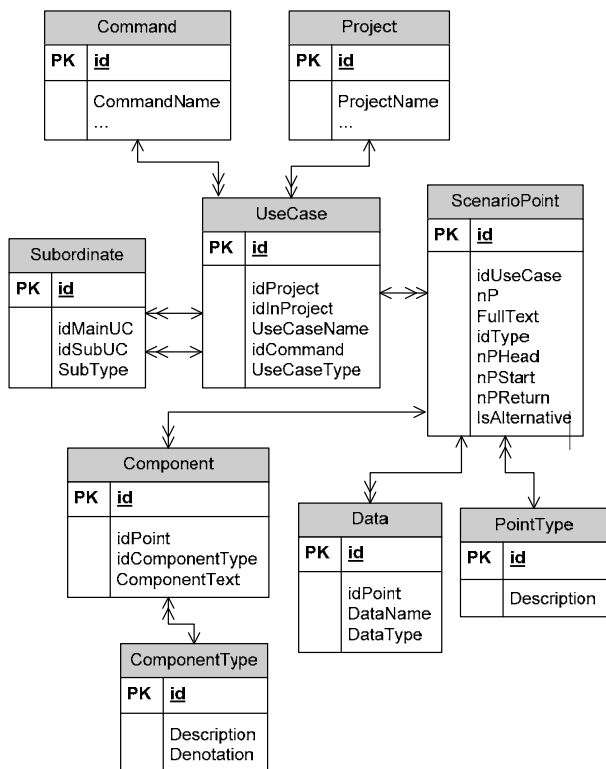 Command
PK id
CommandName
...
Project
PK id
ProjectName
...
UseCase
PK id
idProject
idInProject
UseCaseName
idCommand
UseCaseType
ScenarioPoint
PK id
idUseCase
nP
FullText
idType
nPHead
nPStart
nPReturn
IsAlternative
Subordinate
PK id
idMainUC
idSubUC
SubType
Component
PK id
idPoint
idComponentType
ComponentText
Data
PK id
idPoint
DataName
DataType
PointType
PK id
Description
ComponentType
PK id
Description
Denotation